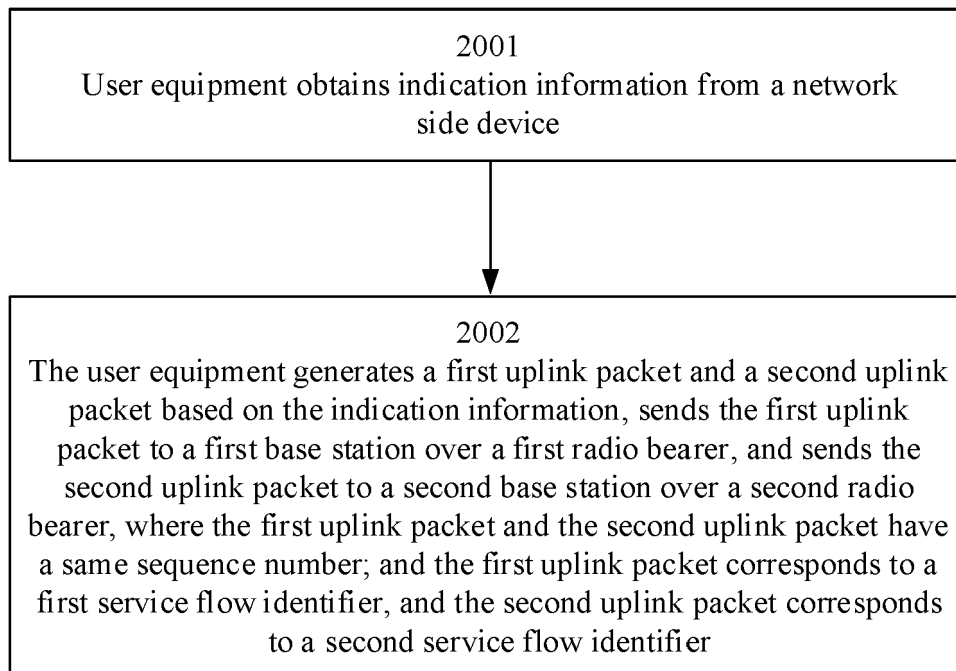 2001
User equipment obtains indication information from a network
side device
2002
The user equipment generates a first uplink packet and a second uplink
packet based on the indication information, sends the first uplink
packet to a first base station over a first radio bearer, and sends the
second uplink packet to a second base station over a second radio
bearer, where the first uplink packet and the second uplink packet have
a same sequence number; and the first uplink packet corresponds to a
first service flow identifier, and the second uplink packet corresponds
to a second service flow identifier